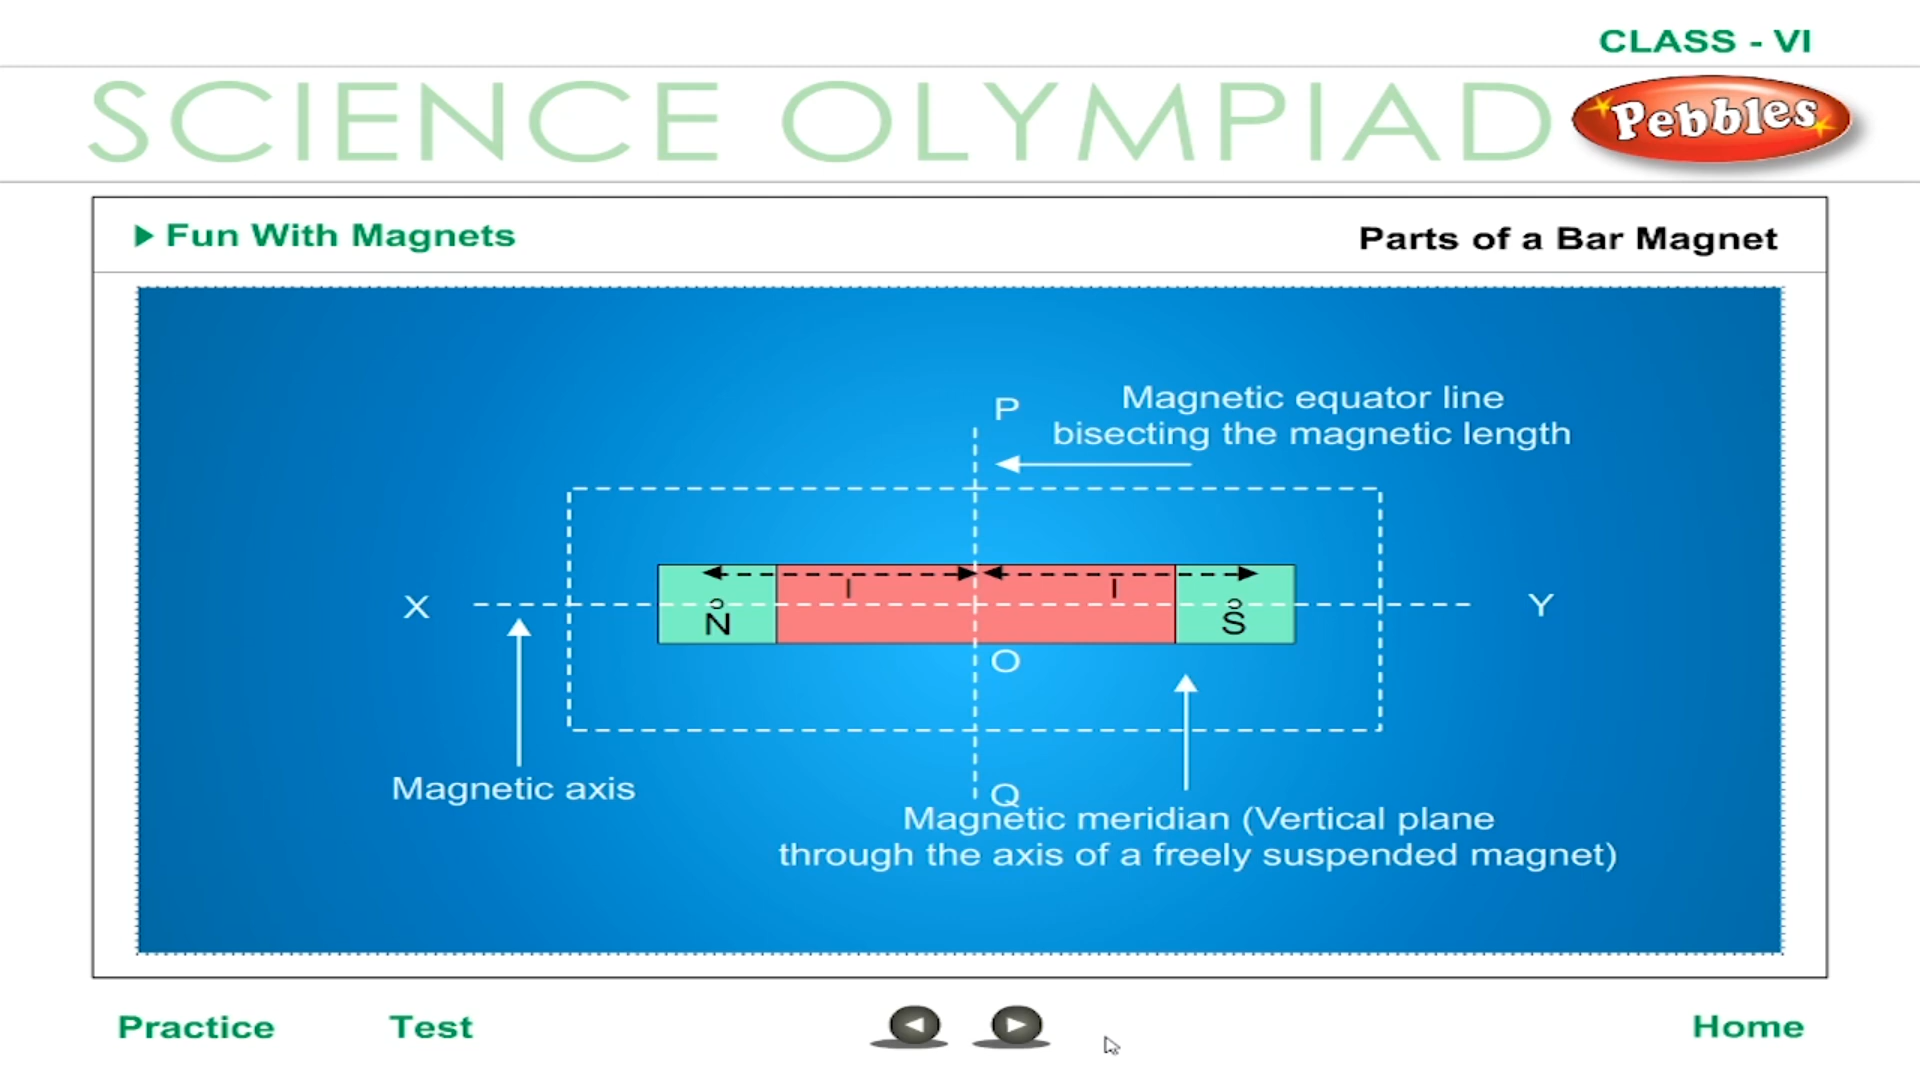 CLASS - VI
SCIENCE OLYMPIAD
Pebbles
Fun With Magnets
Parts of a Bar Magnet
P
Magnetic equator line
bisecting the magnetic length
l l
X
N
S
Y
O
Magnetic axis
Q
Magnetic meridian (Vertical plane
through the axis of a freely suspended magnet)
Practice
Test
Home